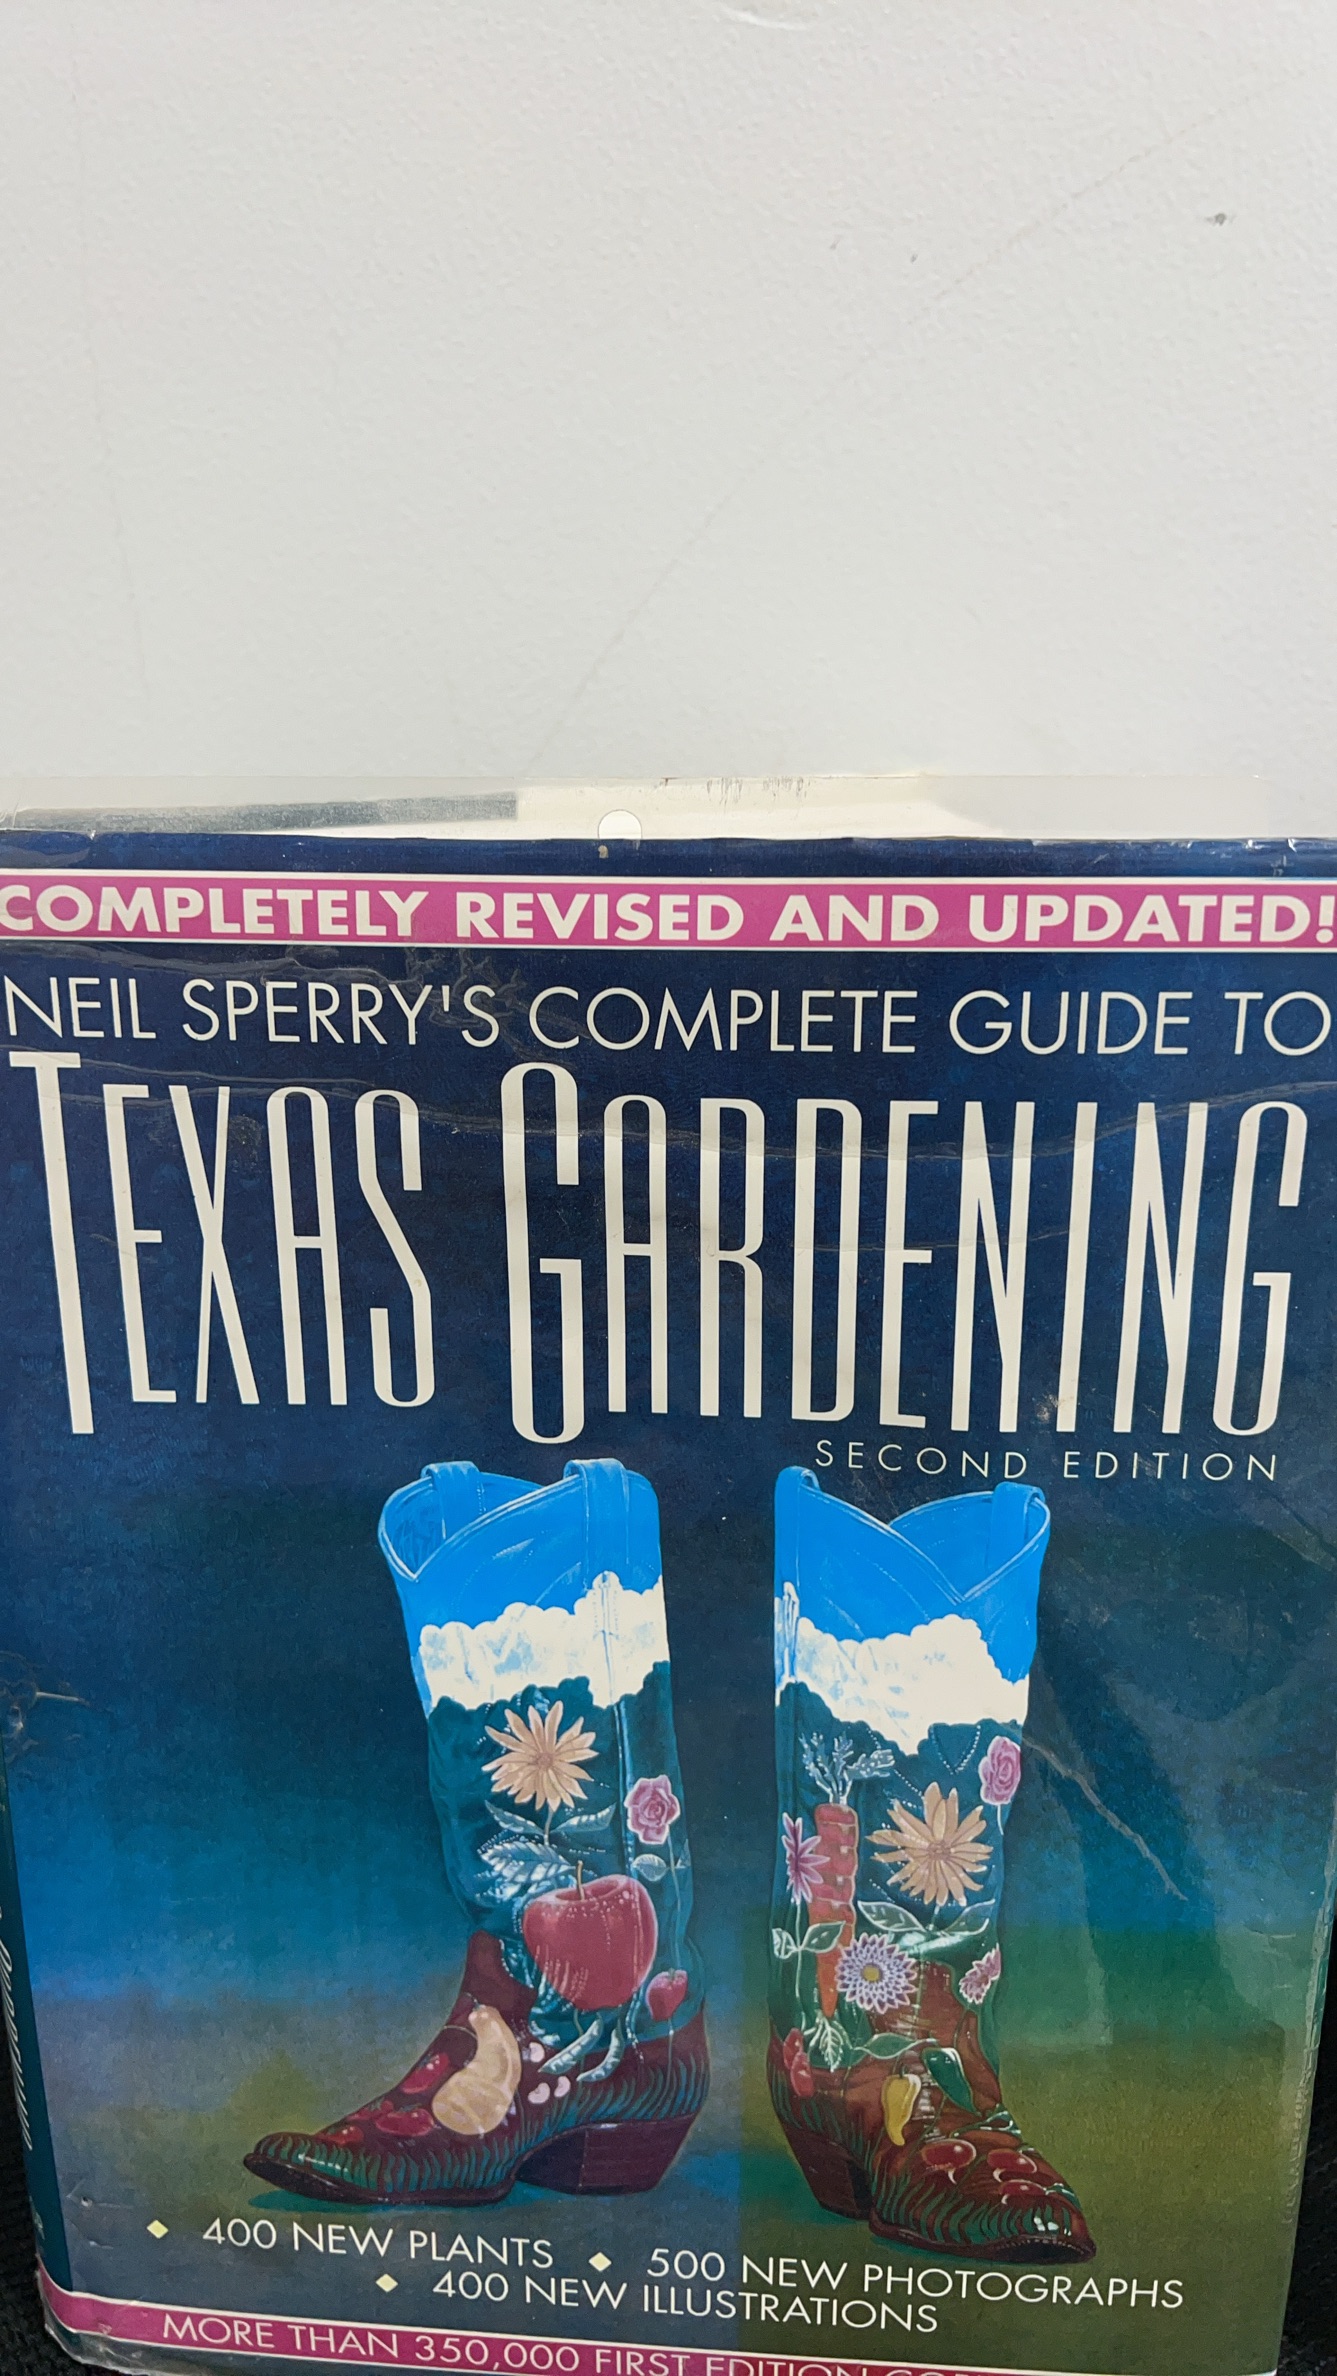 COMPLETELY REVISED AND UPDATED!
NEIL SPERRY'S COMPLETE GUIDE TO
TEXAS GARDENING
SECOND EDITION
◆ 400 NEW PLANTS ◆ 500 NEW PHOTOGRAPHS
◆ 400 NEW ILLUSTRATIONS
MORE THAN 350,000 FIRST EDITION